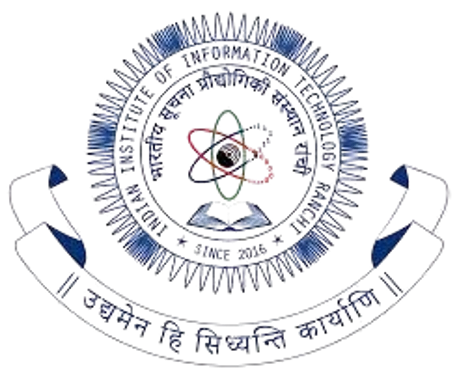 INDIAN INSTITUTE OF INFORMATION TECHNOLOGY RANCHI
भारतीय सूचना प्रौद्योगिकी संस्थान रांची
★ SINCE 2016 ★
॥ उद्यमेन हि सिध्यन्ति कार्याणि ॥